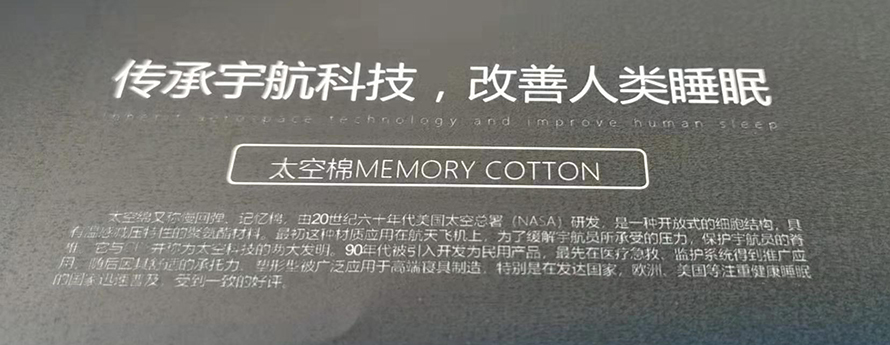 传承宇航科技，改善人类睡眠
inherit aerospace technology and improve human sleep
太空棉MEMORY COTTON
太空绵又称慢回弹、记忆棉，由20世纪六十年代美国太空总署（NASA）研发，是一种开放式的细胞结构，具
有温感减压特性的聚氨酯材料。最初这种材质应用在航天飞机上，为了缓解宇航员所承受的压力，保护宇航员的脊
椎，它与 并称为太空科技的两大发明。90年代被引入开发为民用产品，最先在医疗急救、监护系统得到推广应
用，随后因其舒适的承托力、塑形型被广泛应用于高端寝具制造，特别是在发达国家，欧洲、美国等注重健康睡眠
的国家迅速普及，受到一致的好评。